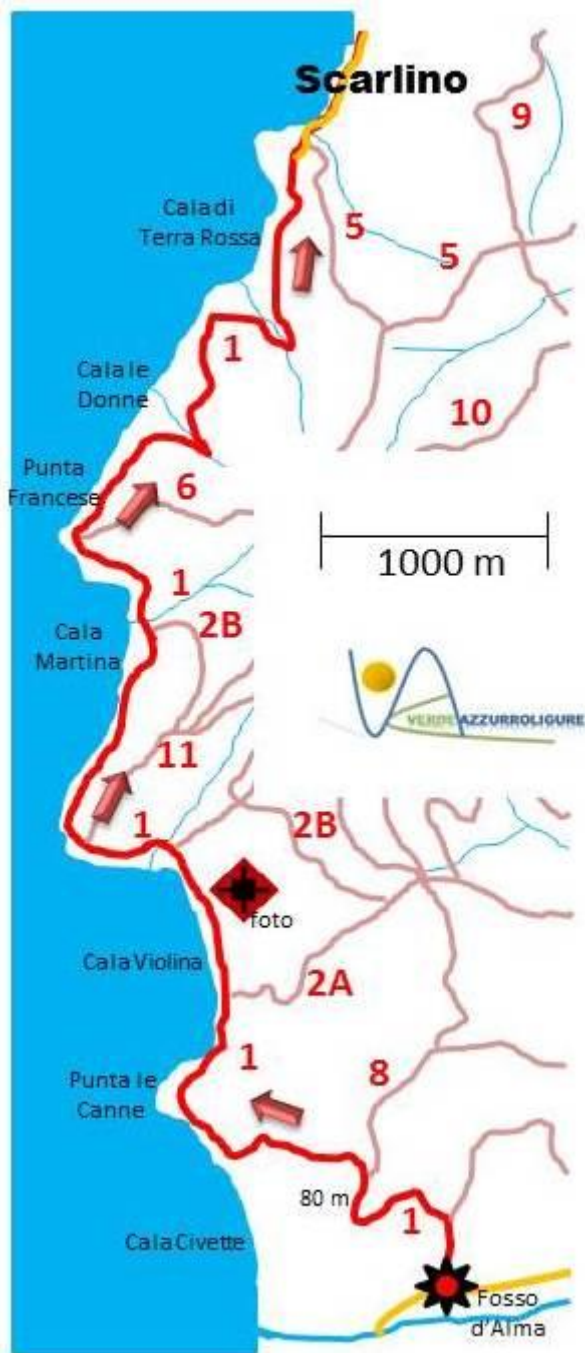 Scarlino
9
Cala di
Terra Rossa
5
5
1
Cala le
Donne
10
Punta
Francese
6
1000 m
1
2B
Cala
Martina
VERDEAZZURROLIGURE
11
1
2B
foto
Cala Violina
2A
1
8
Punta le
Canne
80 m
1
Cala Civette
Fosso
d'Alma